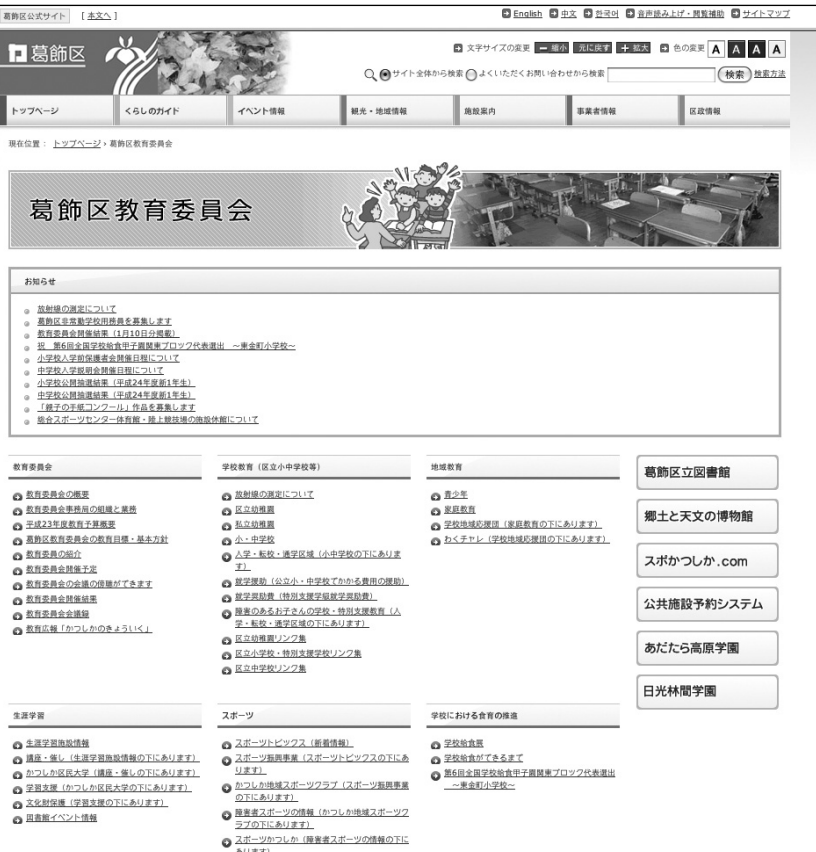 葛飾区公式サイト [ 本文へ ]
English 中文 한국어 音声読み上げ・閲覧補助 サイトマップ
葛飾区
文字サイズの変更 縮小 元に戻す 拡大 色の変更 A A A A
サイト全体から検索 よくいただくお問い合わせから検索 検索 検索方法
トップページ くらしのガイド イベント情報 観光・地域情報 施設案内 事業者情報 区政情報
現在位置: トップページ › 葛飾区教育委員会
葛飾区教育委員会
お知らせ
放射線の測定について
葛飾区非常勤学校用務員を募集します
教育委員会開催結果(1月10日分掲載)
祝 第6回全国学校給食甲子園関東ブロック代表選出 ~東金町小学校~
小学校入学前保護者会開催日程について
中学校入学説明会開催日程について
小学校公開抽選結果(平成24年度新1年生)
中学校公開抽選結果(平成24年度新1年生)
「親子の手紙コンクール」作品を募集します
総合スポーツセンター体育館・陸上競技場の施設休館について
教育委員会
教育委員会の概要
教育委員会事務局の組織と業務
平成23年度教育予算概要
葛飾区教育委員会の教育目標・基本方針
教育委員の紹介
教育委員会開催予定
教育委員会の会議の傍聴ができます
教育委員会開催結果
教育委員会会議録
教育広報「かつしかのきょういく」
学校教育(区立小中学校等)
放射線の測定について
区立幼稚園
私立幼稚園
小・中学校
入学・転校・通学区域(小中学校の下にありま
す)
就学援助(公立小・中学校でかかる費用の援助)
就学奨励費(特別支援学級就学奨励費)
障害のあるお子さんの学校・特別支援教育(入
学・転校・通学区域の下にあります)
区立幼稚園リンク集
区立小学校・特別支援学校リンク集
区立中学校リンク集
地域教育
青少年
家庭教育
学校地域応援団(家庭教育の下にあります)
わくチャレ(学校地域応援団の下にあります)
葛飾区立図書館
郷土と天文の博物館
スポかつしか.com
公共施設予約システム
あだたら高原学園
日光林間学園
生涯学習
生涯学習施設情報
講座・催し(生涯学習施設情報の下にあります)
かつしか区民大学(講座・催しの下にあります)
学習支援(かつしか区民大学の下にあります)
文化財保護(学習支援の下にあります)
図書館イベント情報
スポーツ
スポーツトピックス(新着情報)
スポーツ振興事業(スポーツトピックスの下にあ
ります)
かつしか地域スポーツクラブ(スポーツ振興事業
の下にあります)
障害者スポーツの情報(かつしか地域スポーツク
ラブの下にあります)
スポーツかつしか(障害者スポーツの情報の下に
あります)
学校における食育の推進
学校給食展
学校給食ができるまで
第6回全国学校給食甲子園関東ブロック代表選出
~東金町小学校~